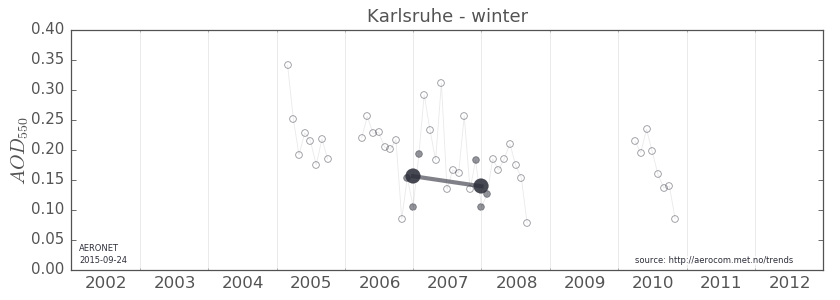 Karlsruhe - winter
0.40
0.35
0.30
0.25
0.20
0.15
0.10
0.05
0.00
AOD550
AERONET
2015-09-24
source: http://aerocom.met.no/trends
2002 2003 2004 2005 2006 2007 2008 2009 2010 2011 2012